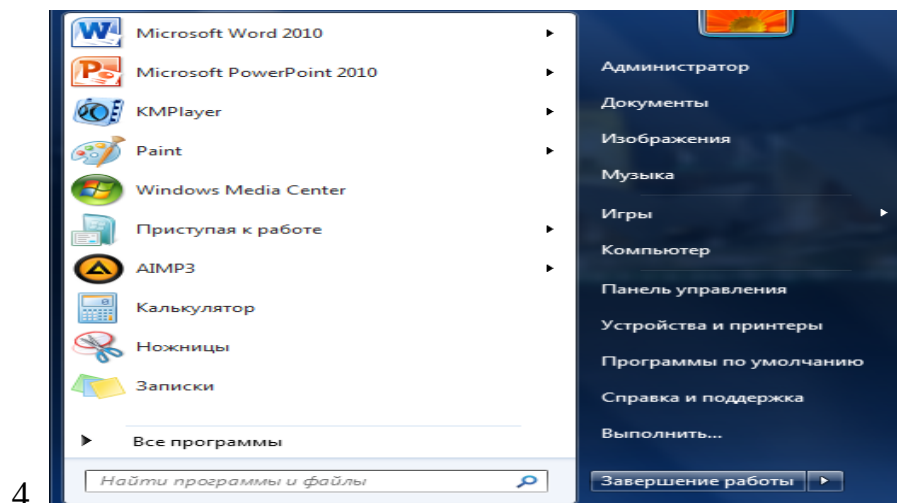 Microsoft Word 2010
Microsoft PowerPoint 2010
KMPlayer
Paint
Windows Media Center
Приступая к работе
AIMP3
Калькулятор
Ножницы
Записки
Все программы
Найти программы и файлы
Администратор
Документы
Изображения
Музыка
Игры
Компьютер
Панель управления
Устройства и принтеры
Программы по умолчанию
Справка и поддержка
Выполнить...
Завершение работы
4